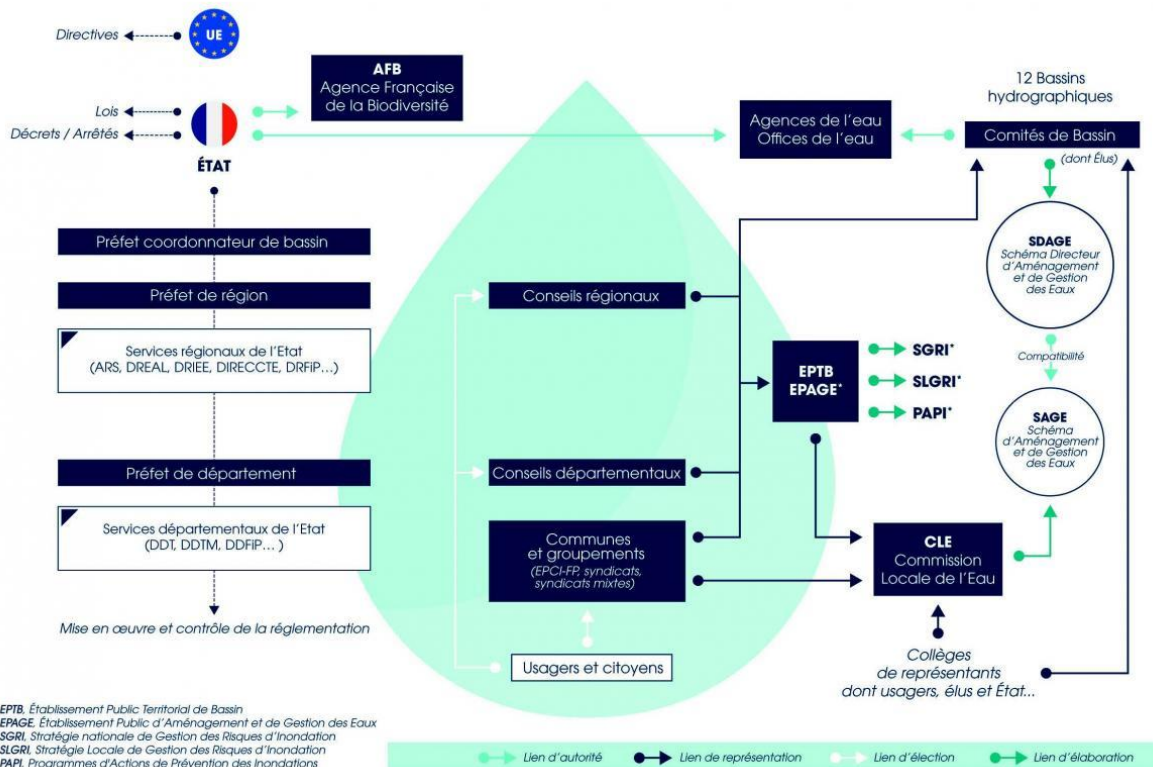 Directives
UE
Lois
Décrets / Arrêtés
ÉTAT
AFB
Agence Française
de la Biodiversité
Agences de l'eau
Offices de l'eau
12 Bassins
hydrographiques
Comités de Bassin
(dont Élus)
SDAGE
Schéma Directeur
d'Aménagement
et de Gestion
des Eaux
Compatibilité
SAGE
Schéma
d'Aménagement
et de Gestion
des Eaux
Préfet coordonnateur de bassin
Préfet de région
Services régionaux de l'Etat
(ARS, DREAL, DRIEE, DIRECCTE, DRFiP...)
Préfet de département
Services départementaux de l'Etat
(DDT, DDTM, DDFiP... )
Mise en œuvre et contrôle de la réglementation
Conseils régionaux
Conseils départementaux
Communes
et groupements
(EPCI-FP, syndicats,
syndicats mixtes)
Usagers et citoyens
EPTB
EPAGE*
SGRI*
SLGRI*
PAPI*
CLE
Commission
Locale de l'Eau
Collèges
de représentants
dont usagers, élus et État...
EPTB, Établissement Public Territorial de Bassin
EPAGE, Établissement Public d'Aménagement et de Gestion des Eaux
SGRI, Stratégie nationale de Gestion des Risques d'Inondation
SLGRI, Stratégie Locale de Gestion des Risques d'Inondation
PAPI, Programmes d'Actions de Prévention des Inondations
Lien d'autorité
Lien de représentation
Lien d'élection
Lien d'élaboration